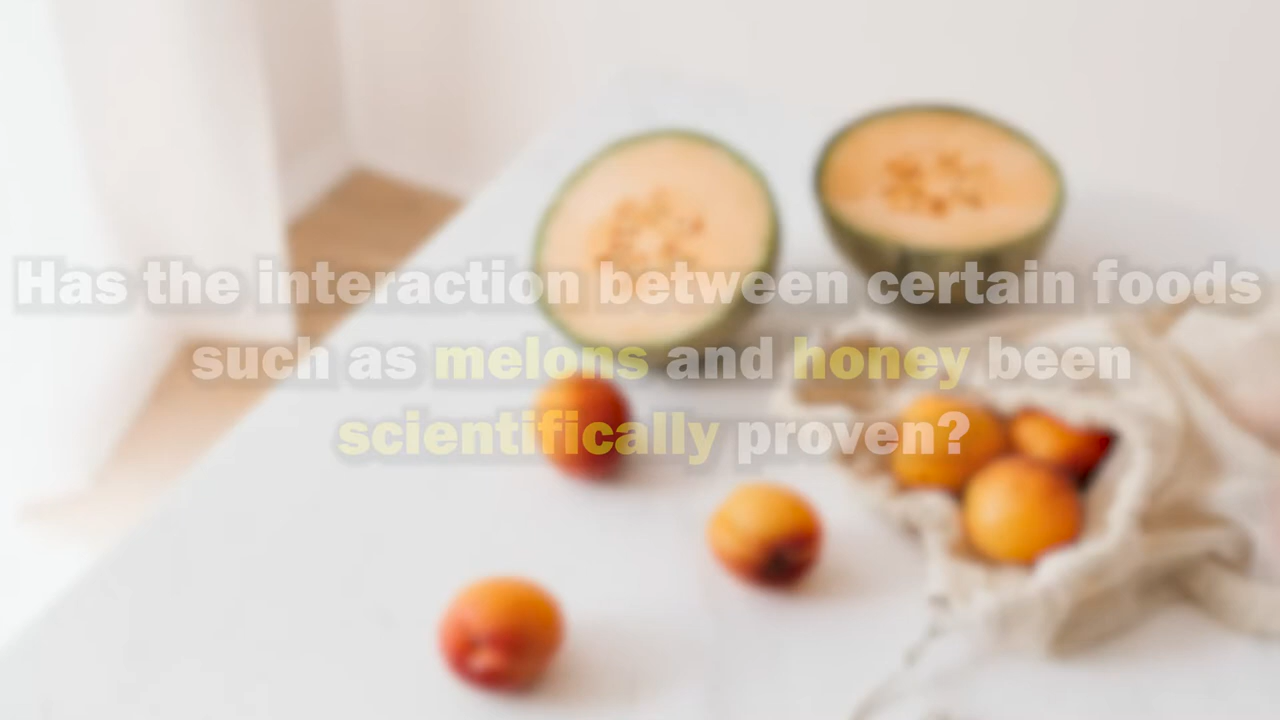 Has the interaction between certain foods
such as melons and honey been
scientifically proven?